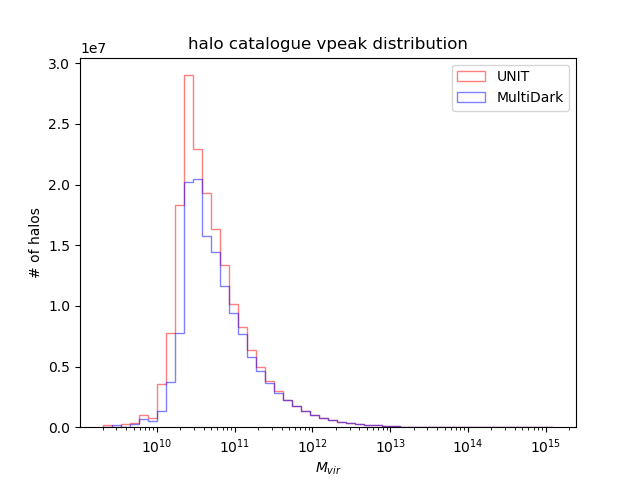 halo catalogue vpeak distribution
1e7
3.0
2.5
2.0
1.5
1.0
0.5
0.0
# of halos
UNIT
MultiDark
10^10
10^11
10^12
10^13
10^14
10^15
M_vir